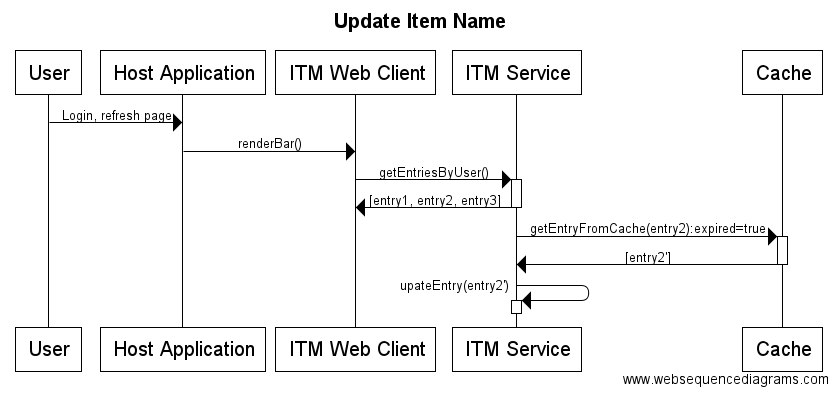 Update Item Name
User Host Application ITM Web Client ITM Service Cache
Login, refresh page
renderBar()
getEntriesByUser()
[entry1, entry2, entry3]
getEntryFromCache(entry2):expired=true
[entry2']
upateEntry(entry2')
User Host Application ITM Web Client ITM Service Cache
www.websequencediagrams.com